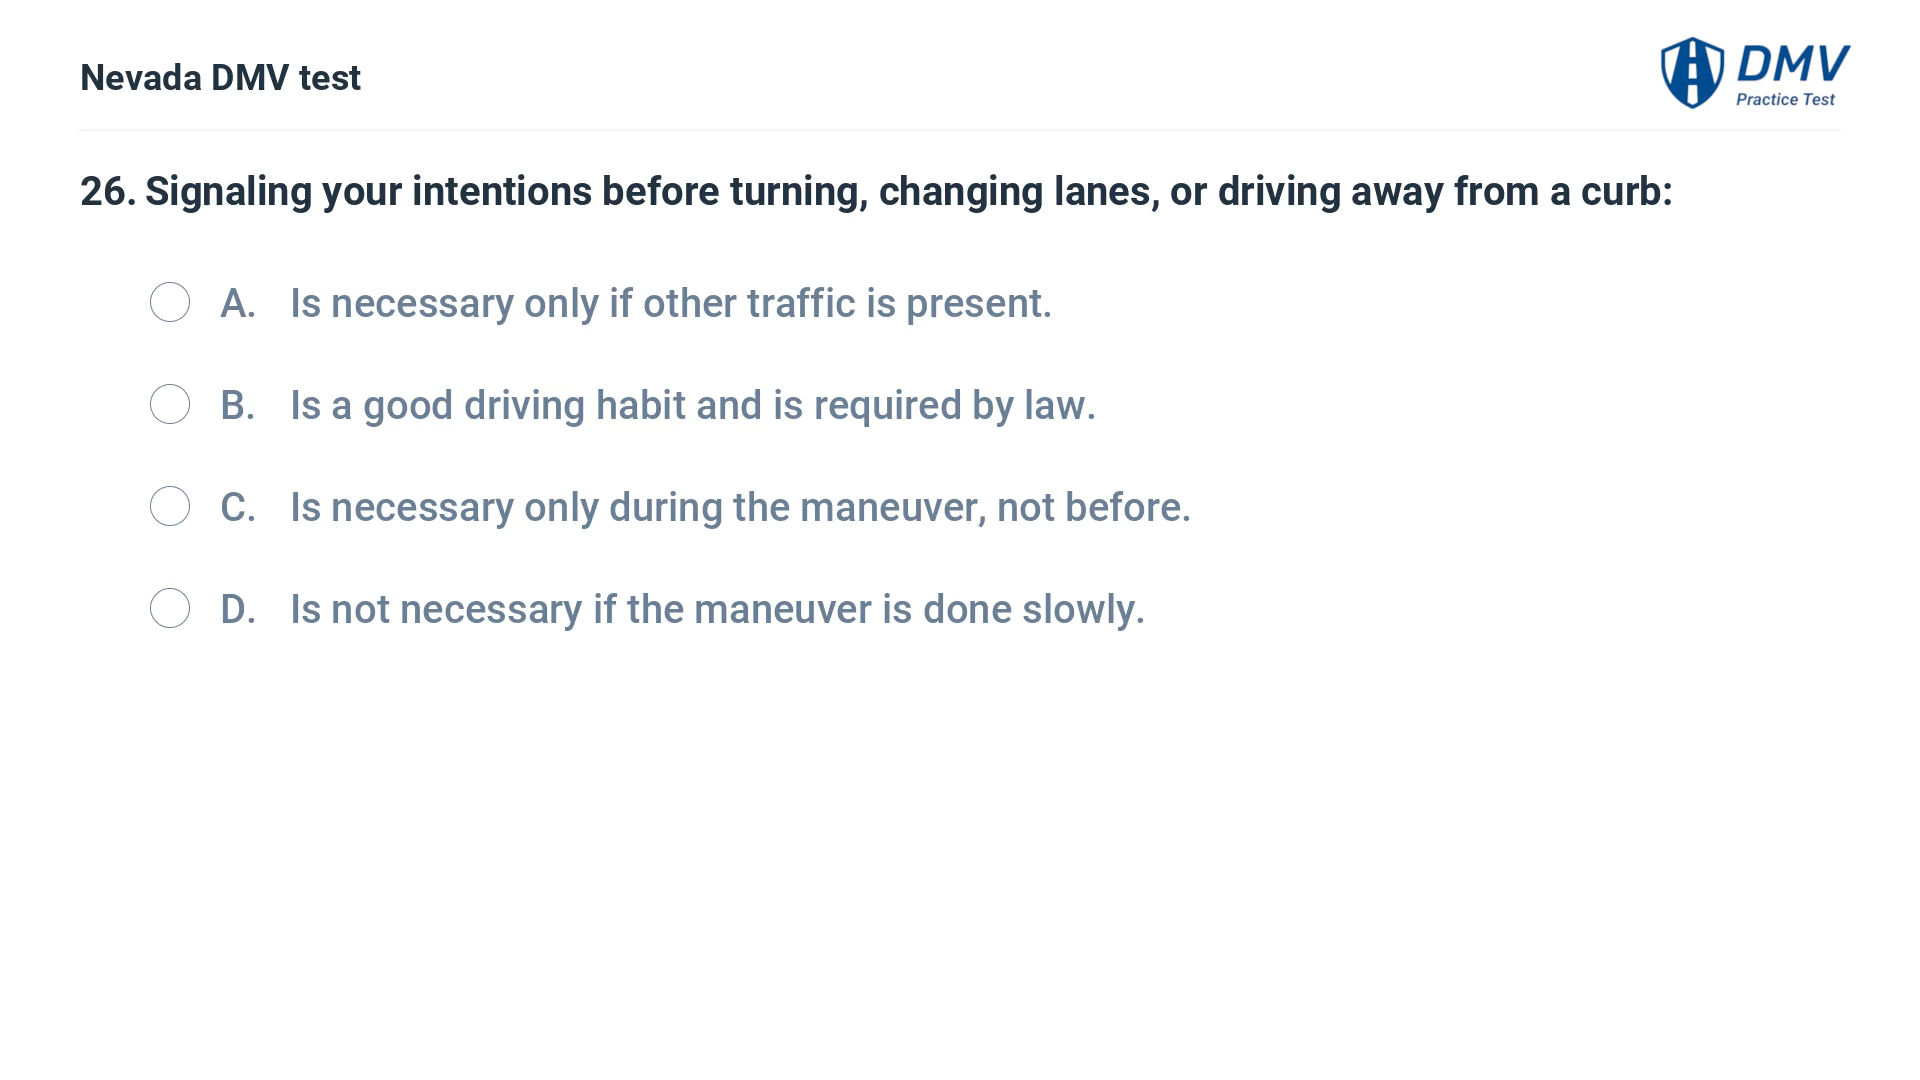 Nevada DMV test
DMV
Practice Test
26. Signaling your intentions before turning, changing lanes, or driving away from a curb:
A. Is necessary only if other traffic is present.
B. Is a good driving habit and is required by law.
C. Is necessary only during the maneuver, not before.
D. Is not necessary if the maneuver is done slowly.